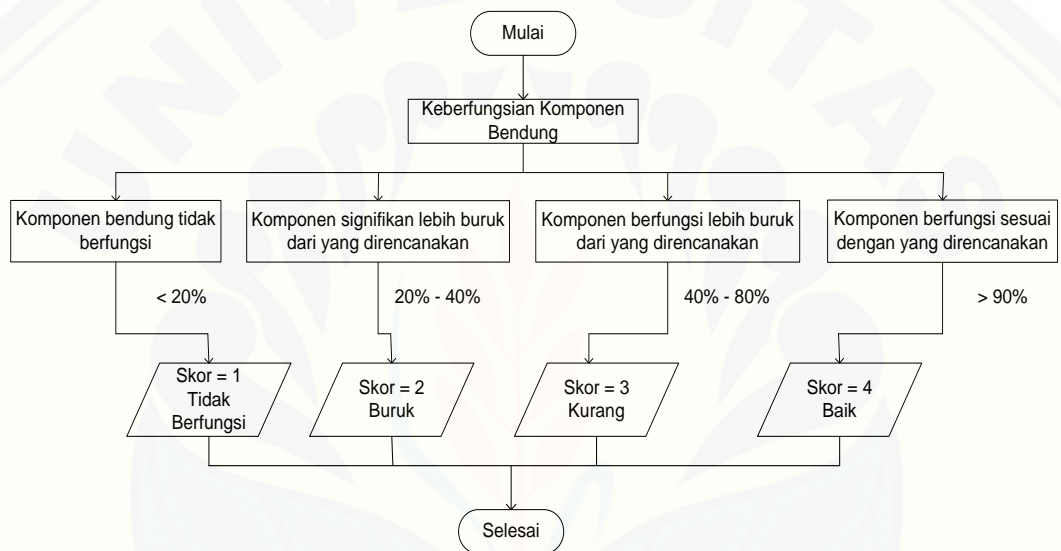 UNIVERSITAS
Mulai
Keberfungsian Komponen
Bendung
Komponen bendung tidak
berfungsi
Komponen signifikan lebih buruk
dari yang direncanakan
Komponen berfungsi lebih buruk
dari yang direncanakan
Komponen berfungsi sesuai
dengan yang direncanakan
< 20%
20% - 40%
40% - 80%
> 90%
Skor = 1
Tidak
Berfungsi
Skor = 2
Buruk
Skor = 3
Kurang
Skor = 4
Baik
Selesai